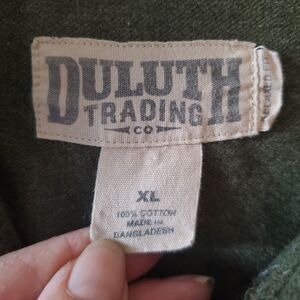 DULUTH
TRADING
CO
XL
100% COTTON
MADE IN
BANGLADESH